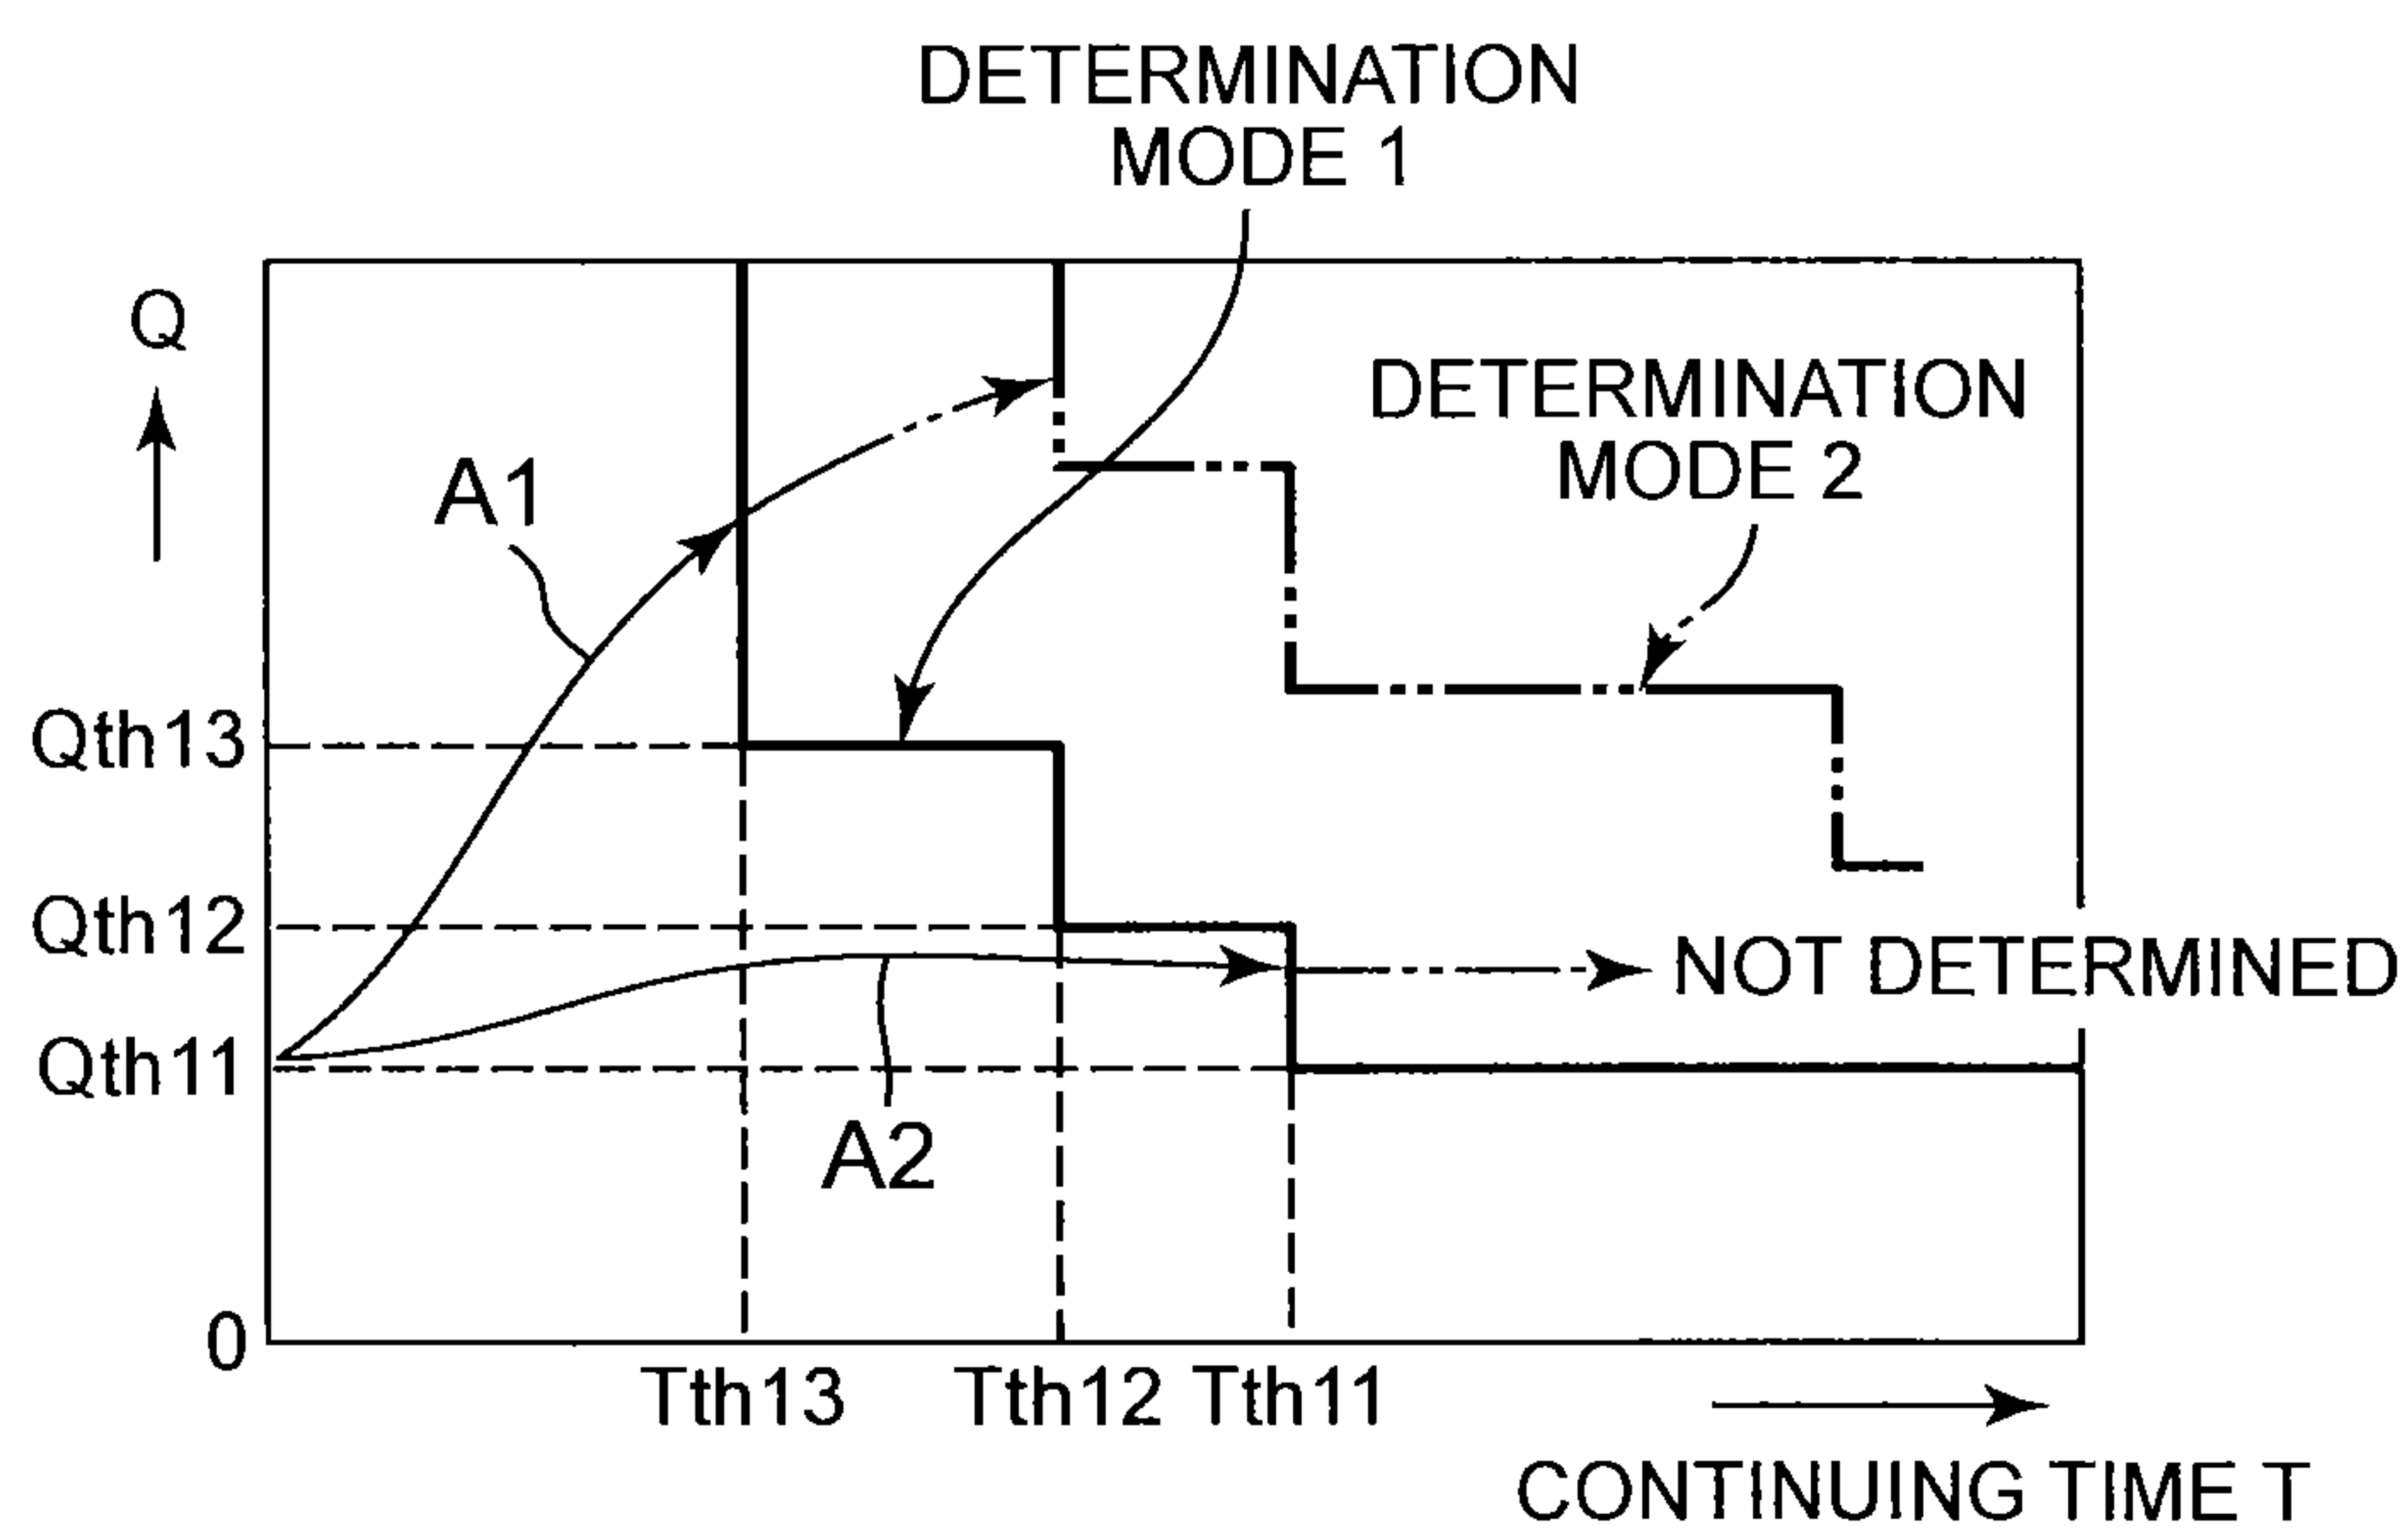 DETERMINATION
MODE 1
Q
DETERMINATION
MODE 2
A1
Qth13
Qth12
NOT DETERMINED
Qth11
A2
0
Tth13
Tth12
Tth11
CONTINUING TIME T